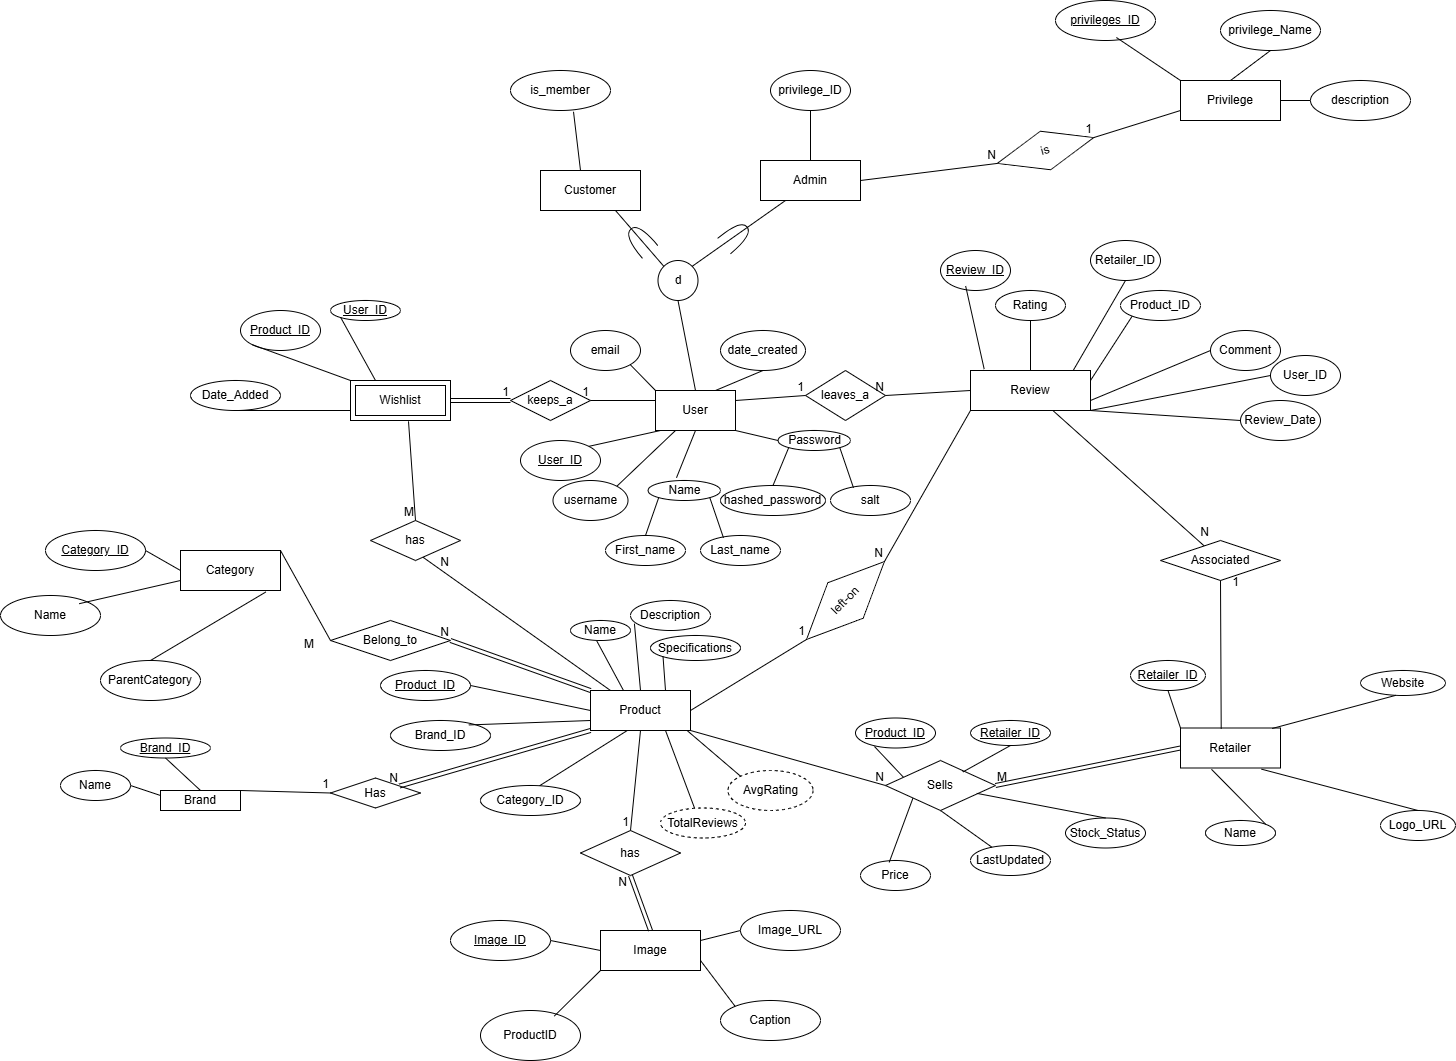 privileges_ID
privilege_Name
Privilege
description
is_member
privilege_ID
1
is
N
Customer
Admin
d
Review_ID
Retailer_ID
Rating
Product_ID
Comment
User_ID
Review_Date
Review
Product_ID
User_ID
Date_Added
Wishlist
1
keeps_a
1
email
date_created
User
1
leaves_a
N
User_ID
username
Name
First_name
Last_name
Password
hashed_password
salt
M
has
N
Category_ID
Category
Name
ParentCategory
M
Belong_to
N
N
left-on
1
N
Associated
1
Name
Description
Specifications
Product_ID
Product
Brand_ID
Category_ID
TotalReviews
AvgRating
Brand_ID
Name
Brand
1
Has
N
Product_ID
Retailer_ID
N
Sells
M
Price
LastUpdated
Stock_Status
Retailer_ID
Website
Retailer
Name
Logo_URL
1
has
N
Image_ID
Image
Image_URL
ProductID
Caption